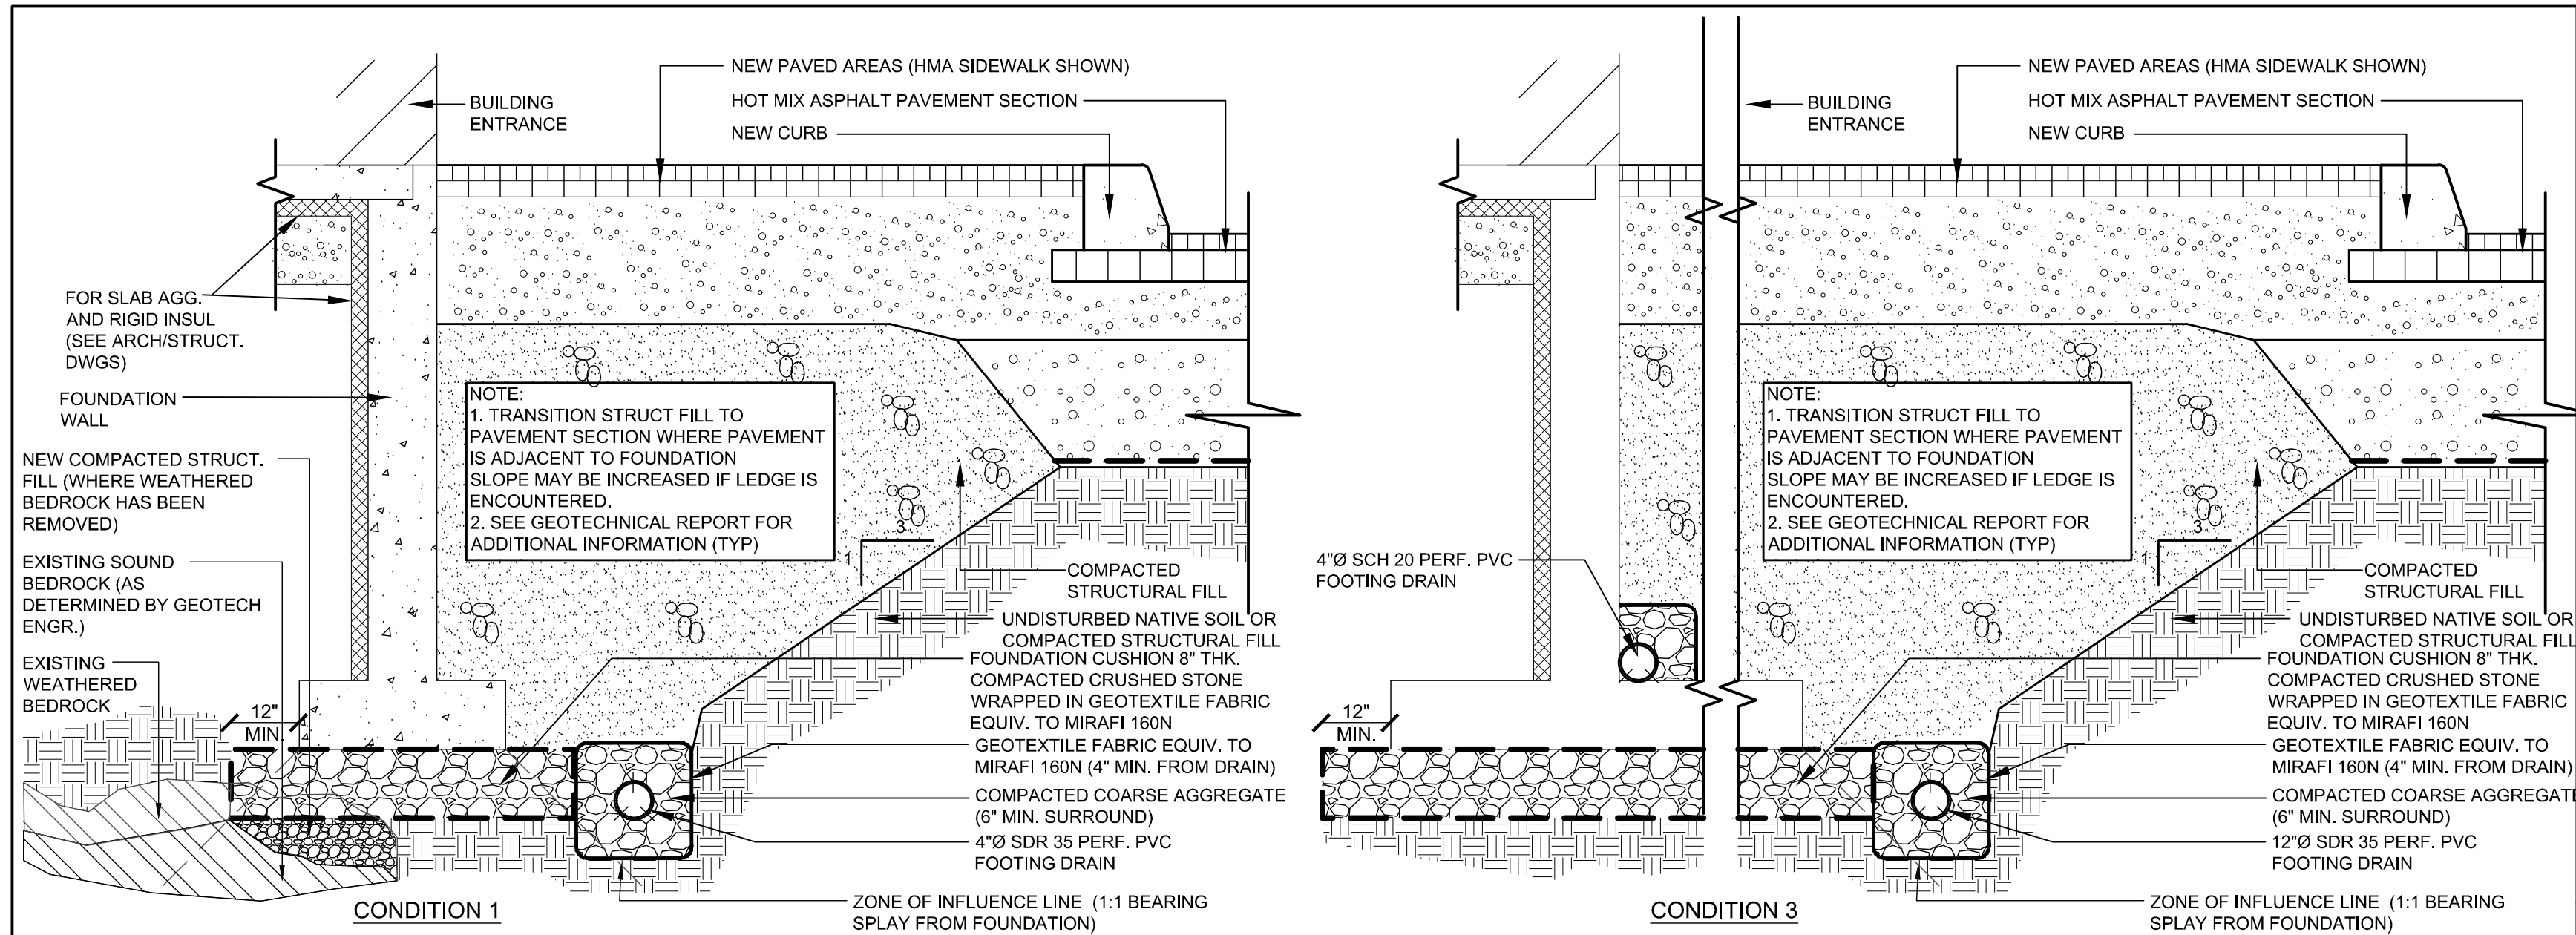 NEW PAVED AREAS (HMA SIDEWALK SHOWN)
BUILDING
ENTRANCE
HOT MIX ASPHALT PAVEMENT SECTION
NEW CURB
FOR SLAB AGG.
AND RIGID INSUL
(SEE ARCH/STRUCT.
DWGS)
FOUNDATION
WALL
NEW COMPACTED STRUCT.
FILL (WHERE WEATHERED
BEDROCK HAS BEEN
REMOVED)
EXISTING SOUND
BEDROCK (AS
DETERMINED BY GEOTECH
ENGR.)
EXISTING
WEATHERED
BEDROCK
12"
MIN.
NOTE:
1. TRANSITION STRUCT FILL TO
PAVEMENT SECTION WHERE PAVEMENT
IS ADJACENT TO FOUNDATION
SLOPE MAY BE INCREASED IF LEDGE IS
ENCOUNTERED.
2. SEE GEOTECHNICAL REPORT FOR
ADDITIONAL INFORMATION (TYP)
3
1
COMPACTED
STRUCTURAL FILL
UNDISTURBED NATIVE SOIL OR
COMPACTED STRUCTURAL FILL
FOUNDATION CUSHION 8" THK.
COMPACTED CRUSHED STONE
WRAPPED IN GEOTEXTILE FABRIC
EQUIV. TO MIRAFI 160N
GEOTEXTILE FABRIC EQUIV. TO
MIRAFI 160N (4" MIN. FROM DRAIN)
COMPACTED COARSE AGGREGATE
(6" MIN. SURROUND)
4"Ø SDR 35 PERF. PVC
FOOTING DRAIN
ZONE OF INFLUENCE LINE (1:1 BEARING
SPLAY FROM FOUNDATION)
CONDITION 1
NEW PAVED AREAS (HMA SIDEWALK SHOWN)
BUILDING
ENTRANCE
HOT MIX ASPHALT PAVEMENT SECTION
NEW CURB
NOTE:
1. TRANSITION STRUCT FILL TO
PAVEMENT SECTION WHERE PAVEMENT
IS ADJACENT TO FOUNDATION
SLOPE MAY BE INCREASED IF LEDGE IS
ENCOUNTERED.
2. SEE GEOTECHNICAL REPORT FOR
ADDITIONAL INFORMATION (TYP)
3
1
4"Ø SCH 20 PERF. PVC
FOOTING DRAIN
12"
MIN.
COMPACTED
STRUCTURAL FILL
UNDISTURBED NATIVE SOIL OR
COMPACTED STRUCTURAL FILL
FOUNDATION CUSHION 8" THK.
COMPACTED CRUSHED STONE
WRAPPED IN GEOTEXTILE FABRIC
EQUIV. TO MIRAFI 160N
GEOTEXTILE FABRIC EQUIV. TO
MIRAFI 160N (4" MIN. FROM DRAIN)
COMPACTED COARSE AGGREGATE
(6" MIN. SURROUND)
12"Ø SDR 35 PERF. PVC
FOOTING DRAIN
ZONE OF INFLUENCE LINE (1:1 BEARING
SPLAY FROM FOUNDATION)
CONDITION 3